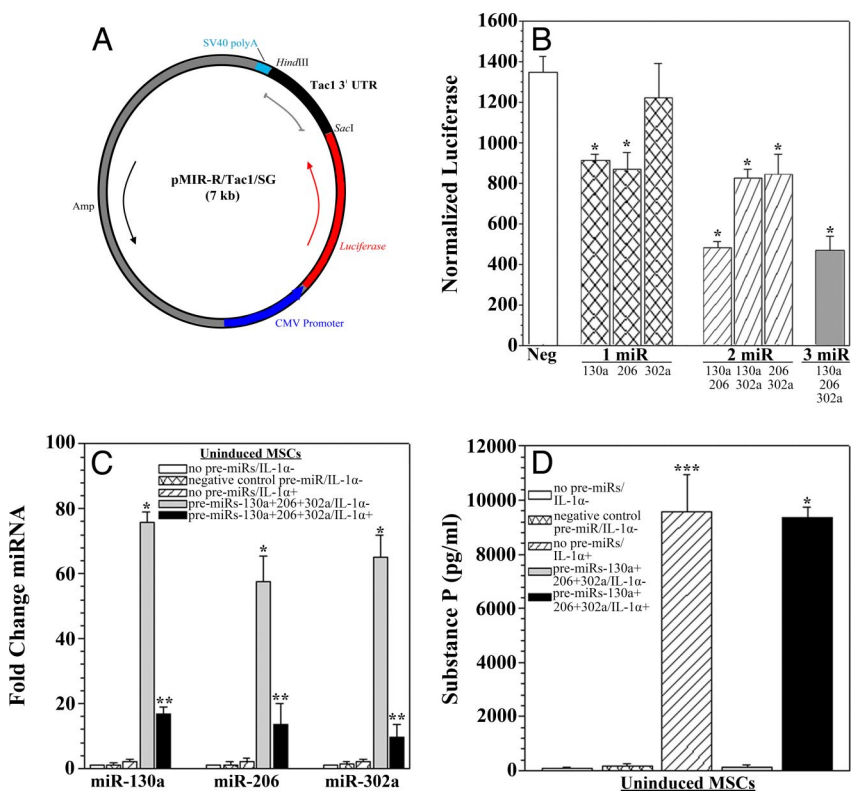 A
SV40 polyA
HindIII
Tac1 3' UTR
SacI
pMIR-R/Tac1/SG
(7 kb)
Amp
Luciferase
CMV Promoter
B
Normalized Luciferase
1600
1400
1200
1000
800
600
400
200
0
* * * * * *
Neg 1 miR 2 miR 3 miR
130a 206 302a 130a 130a 206 130a
206 302a 302a 206
302a
C
Fold Change miRNA
100
80
60
40
20
0
Uninduced MSCs
no pre-miRs/IL-1α-
negative control pre-miR/IL-1α-
no pre-miRs/IL-1α+
pre-miRs-130a+206+302a/IL-1α-
pre-miRs-130a+206+302a/IL-1α+
* ** * ** * **
miR-130a miR-206 miR-302a
D
Substance P (pg/ml)
12000
10000
8000
6000
4000
2000
0
no pre-miRs/
IL-1α-
negative control
pre-miR/IL-1α-
no pre-miRs/
IL-1α+
pre-miRs-130a+
206+302a/IL-1α-
pre-miRs-130a+
206+302a/IL-1α+
*** *
Uninduced MSCs